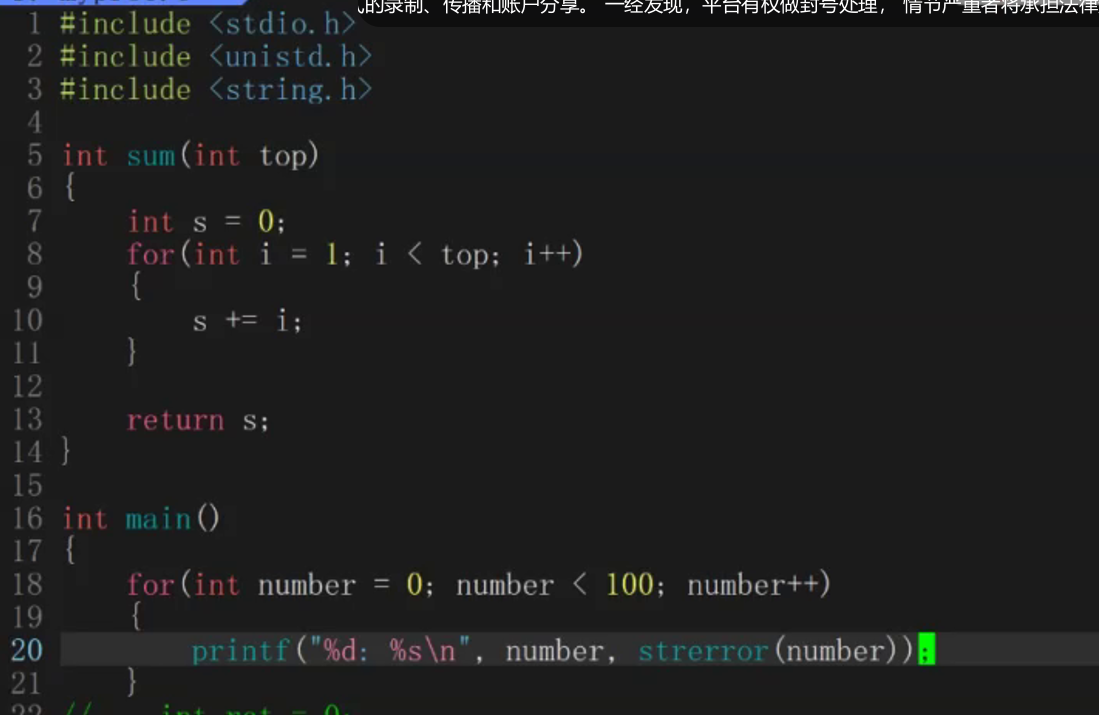 的录制、传播和账户分享。 一经发现，平台有权做封号处理， 情节严重者将承担法律
1 #include <stdio.h>
2 #include <unistd.h>
3 #include <string.h>
4
5 int sum(int top)
6 {
7     int s = 0;
8     for(int i = 1; i < top; i++)
9     {
10         s += i;
11     }
12
13     return s;
14 }
15
16 int main()
17 {
18     for(int number = 0; number < 100; number++)
19     {
20         printf("%d: %s\n", number, strerror(number));
21     }
22 //    int ret = 0;